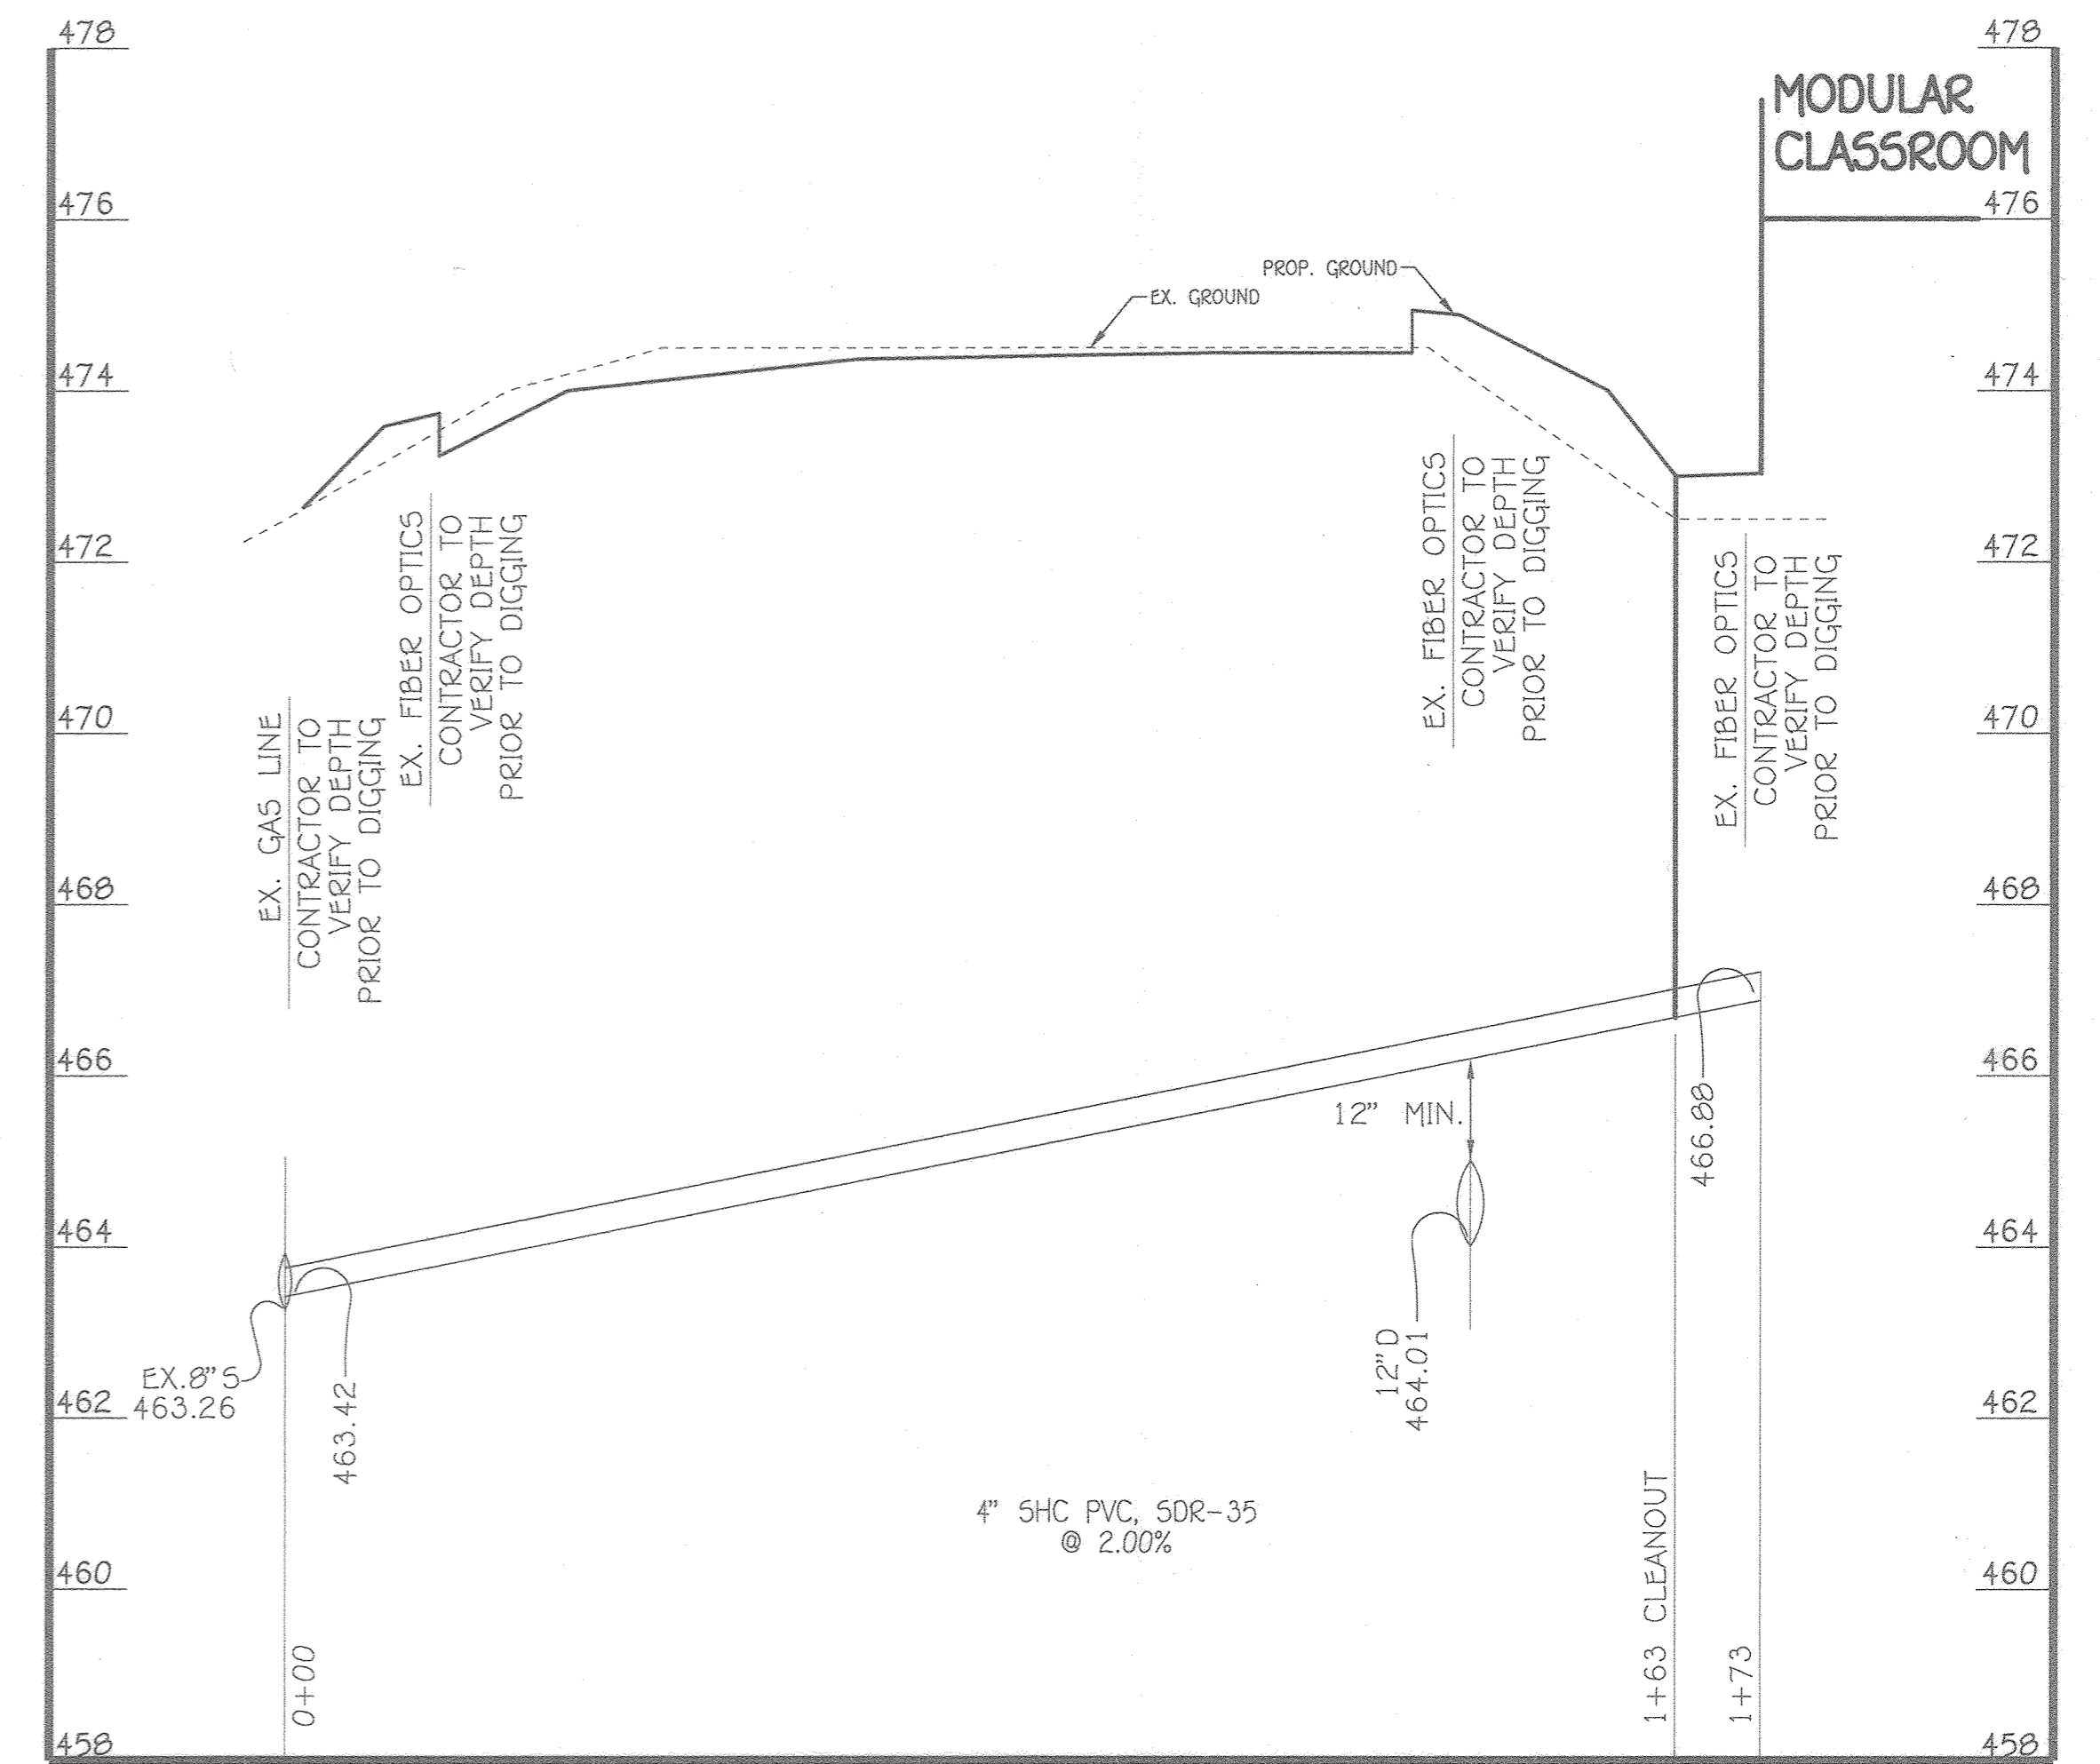 478
478
MODULAR
CLASSROOM
476
476
PROP. GROUND
EX. GROUND
474
474
472
472
EX. GAS LINE
CONTRACTOR TO
VERIFY DEPTH
PRIOR TO DIGGING
EX. FIBER OPTICS
CONTRACTOR TO
VERIFY DEPTH
PRIOR TO DIGGING
EX. FIBER OPTICS
CONTRACTOR TO
VERIFY DEPTH
PRIOR TO DIGGING
EX. FIBER OPTICS
CONTRACTOR TO
VERIFY DEPTH
PRIOR TO DIGGING
470
470
468
468
466
466
12" MIN.
466.88
464
464
EX.8"S
463.26
463.42
12"D
464.01
462
462
4" SHC PVC, SDR-35
@ 2.00%
460
460
0+00
1+63 CLEANOUT
1+73
458
458